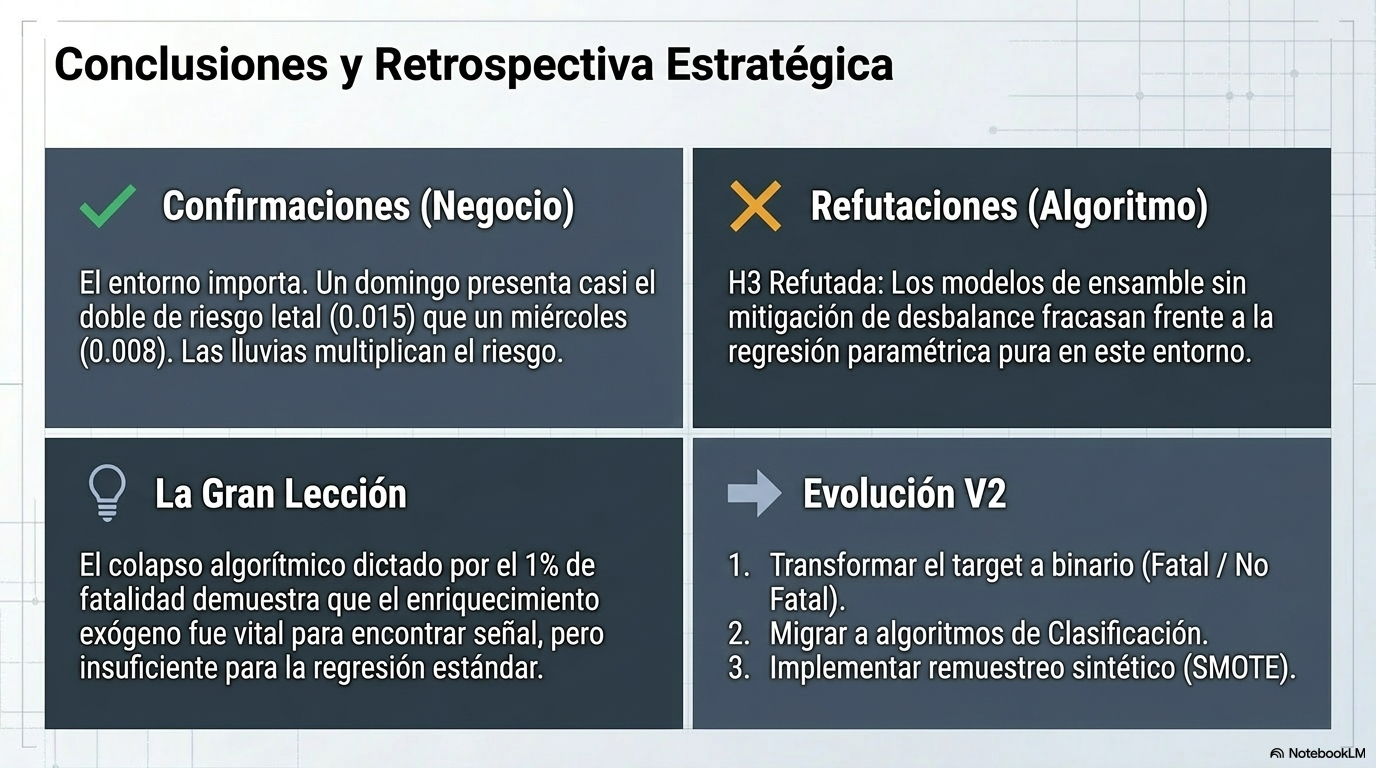 Conclusiones y Retrospectiva Estratégica
Confirmaciones (Negocio)
El entorno importa. Un domingo presenta casi el
doble de riesgo letal (0.015) que un miércoles
(0.008). Las lluvias multiplican el riesgo.
Refutaciones (Algoritmo)
H3 Refutada: Los modelos de ensamble sin
mitigación de desbalance fracasan frente a la
regresión paramétrica pura en este entorno.
La Gran Lección
El colapso algorítmico dictado por el 1% de
fatalidad demuestra que el enriquecimiento
exógeno fue vital para encontrar señal, pero
insuficiente para la regresión estándar.
Evolución V2
1. Transformar el target a binario (Fatal / No
Fatal).
2. Migrar a algoritmos de Clasificación.
3. Implementar remuestreo sintético (SMOTE).
NotebookLM